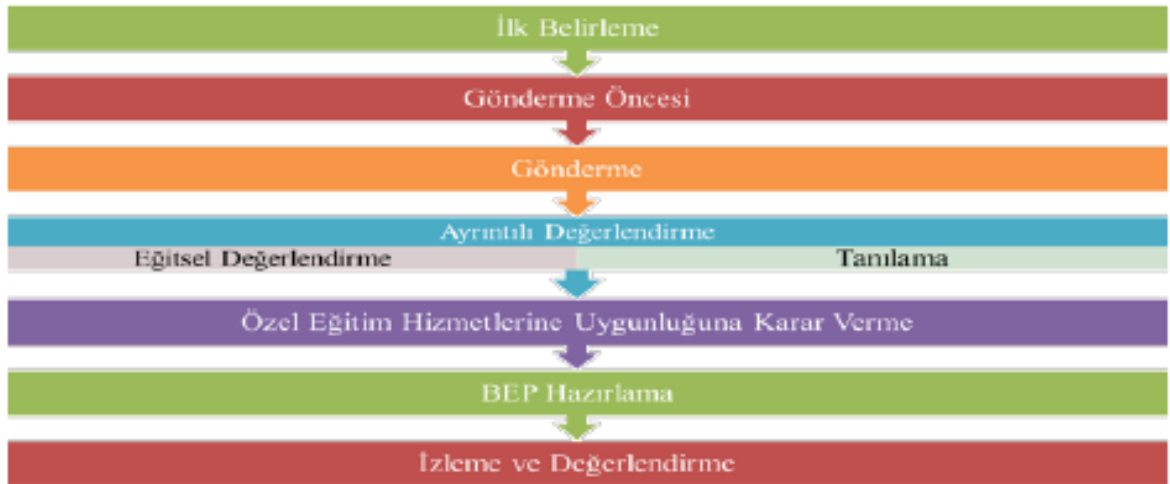 İlk Belirleme
Gönderme Öncesi
Gönderme
Ayrıntılı Değerlendirme
Eğitsel Değerlendirme
Tanılama
Özel Eğitim Hizmetlerine Uygunluğuna Karar Verme
BEP Hazırlama
İzleme ve Değerlendirme